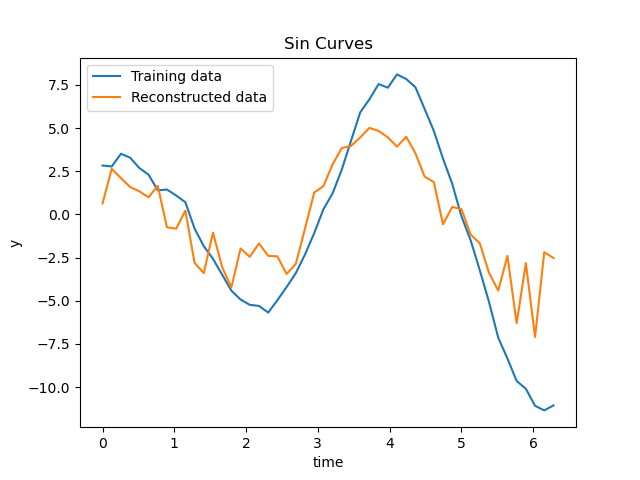 Sin Curves
Training data
Reconstructed data
7.5
5.0
2.5
0.0
−2.5
−5.0
−7.5
−10.0
y
0 1 2 3 4 5 6
time